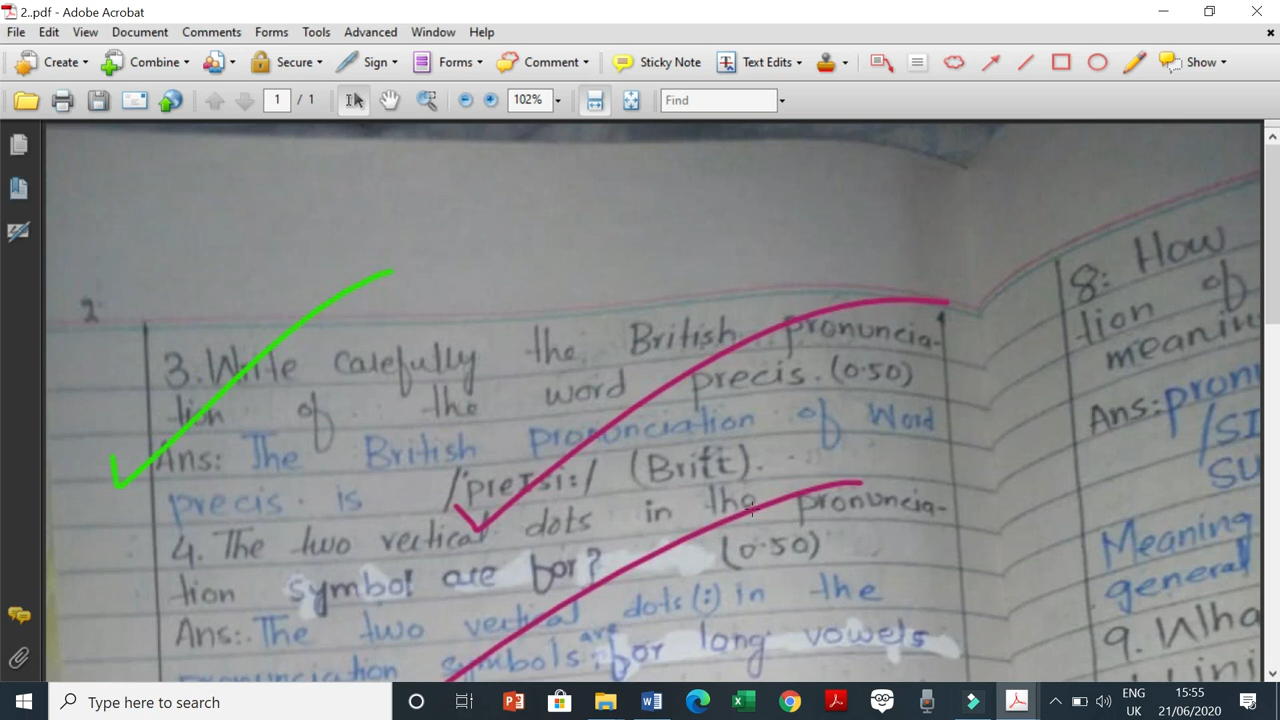 2..pdf - Adobe Acrobat
File Edit View Document Comments Forms Tools Advanced Window Help
Create Combine Secure Sign Forms Comment Sticky Note Text Edits Show
1 / 1 102% Find
2
3. Write carefully the British pronuncia-
tion of the word precis. (0.50)
Ans: The British pronunciation of Word
precis is (Britt).
4. The two vertical dots in the pronuncia-
tion symbol are for? (0.50)
Ans:. The two vertical dots(:) in the
pronunciation symbols are for long vowels
8: How
tion of
meanin
Ans: pron
/SI
su
Meaning
general
9. Wha
Type here to search
ENG 15:55
UK 21/06/2020